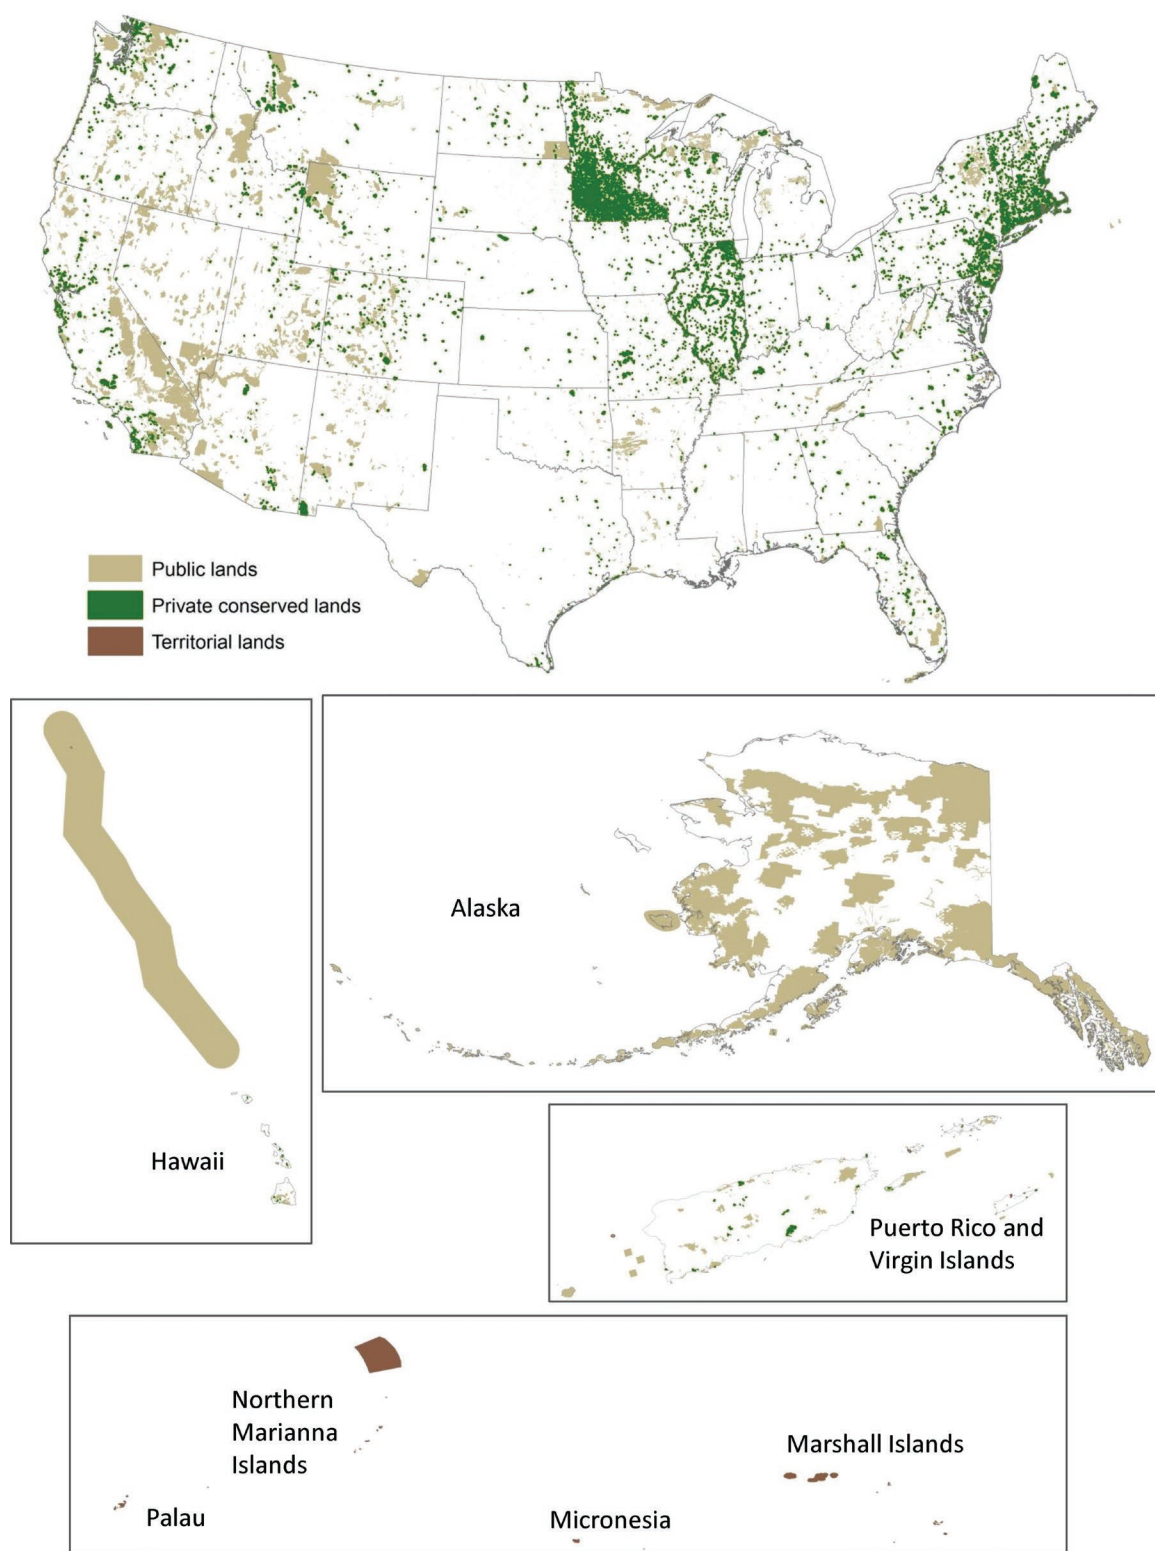 Public lands
Private conserved lands
Territorial lands
Alaska
Hawaii
Puerto Rico and
Virgin Islands
Northern
Marianna
Islands
Marshall Islands
Palau
Micronesia